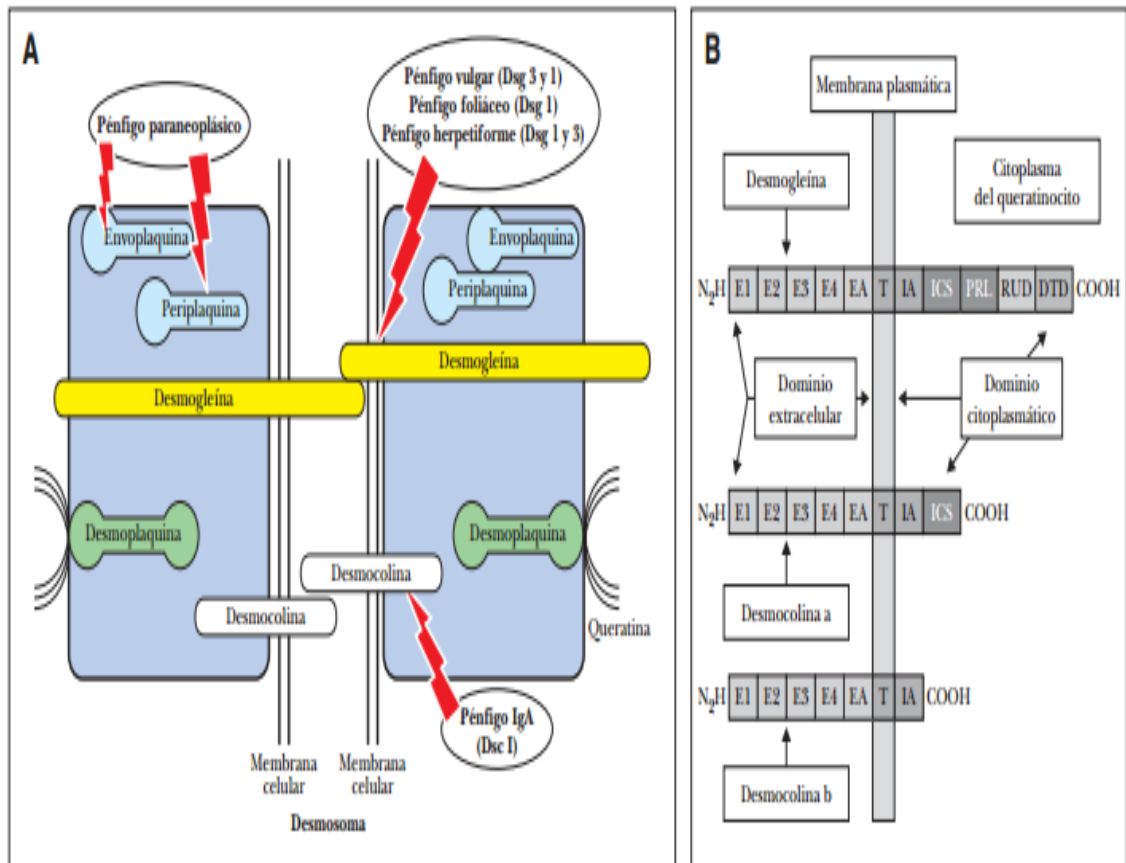 A
Pénfigo paraneoplásico
Pénfigo vulgar (Dsg 3 y 1)
Pénfigo foliáceo (Dsg 1)
Pénfigo herpetiforme (Dsg 1 y 3)
Envoplaquina
Periplaquina
Envoplaquina
Periplaquina
Desmogleína
Desmogleína
Desmoplaquina
Desmoplaquina
Desmocolina
Desmocolina
Queratina
Pénfigo IgA
(Dsc I)
Membrana
celular
Membrana
celular
Desmosoma
B
Membrana plasmática
Desmogleína
Citoplasma
del queratinocito
N₂H E1 E2 E3 E4 EA T IA ICS PRL RUD DTD COOH
Dominio
extracelular
Dominio
citoplasmático
N₂H E1 E2 E3 E4 EA T IA ICS COOH
Desmocolina a
N₂H E1 E2 E3 E4 EA T IA COOH
Desmocolina b